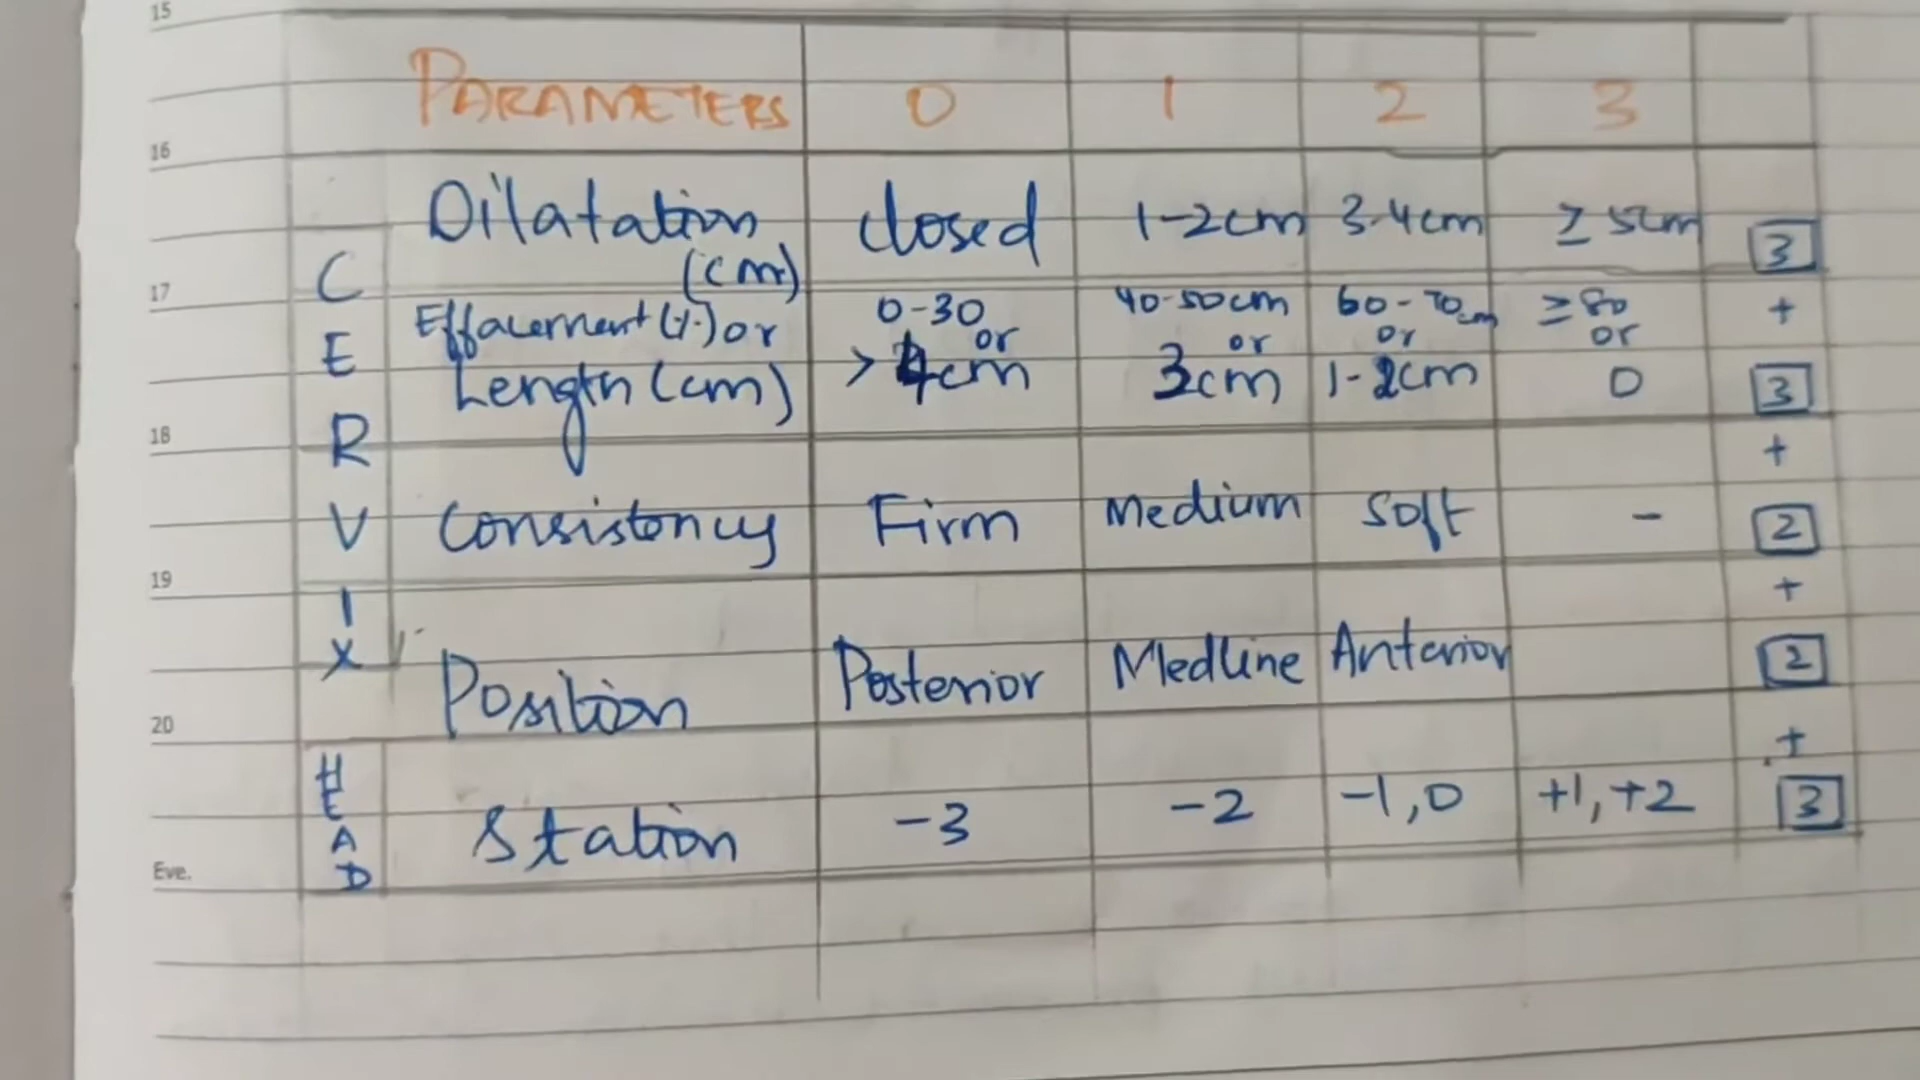 15
PARAMETERS 0 1 2 3
16
Dilatation (cm) closed 1-2cm 3-4cm ≥ 5cm 3
17
+
Effacement (%) or 0-30 or 40-50cm or 60-70cm or ≥ 80 or
Length (cm) > 4cm 3cm 1-2cm 0 3
18
+
Consistency Firm Medium Soft - 2
19
+
Position Posterior Medline Anterior 2
20
+
Station -3 -2 -1, 0 +1, +2 3
Eve.
CERVIX
HEAD